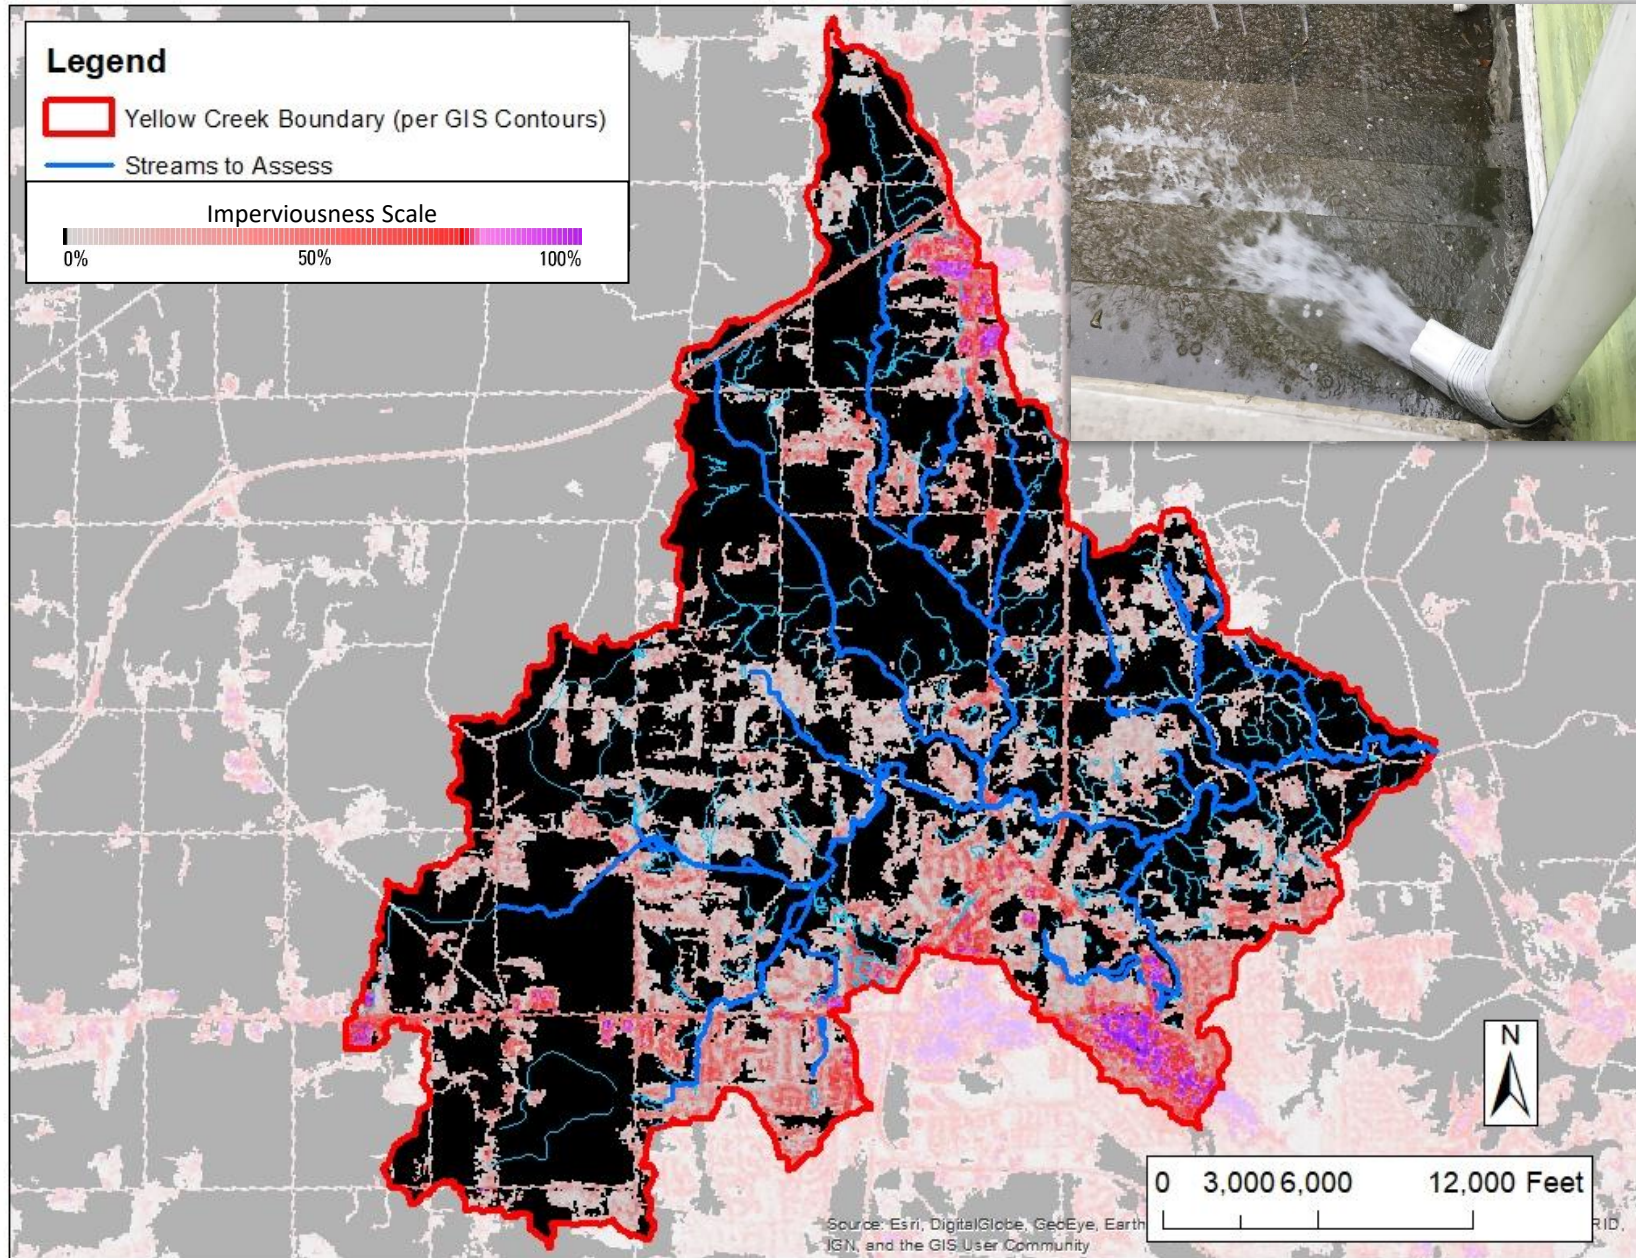 Legend
Yellow Creek Boundary (per GIS Contours)
Streams to Assess
Imperviousness Scale
0% 50% 100%
N
0 3,000 6,000 12,000 Feet
Source: Esri, DigitalGlobe, GeoEye, Earth RID,
IGN, and the GIS User Community